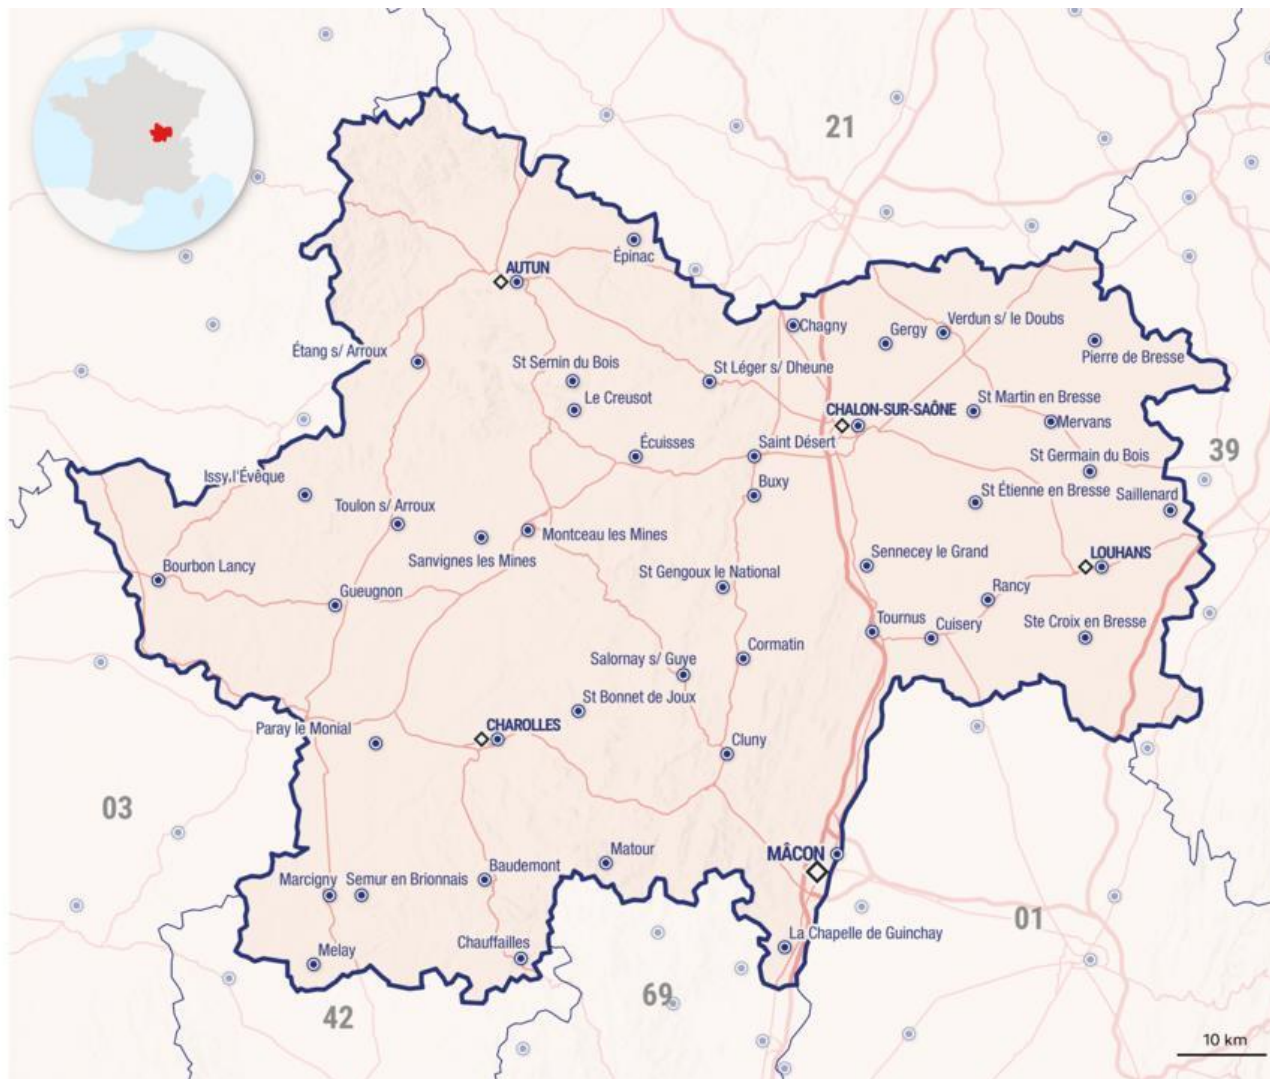 21
Épinac
AUTUN
Chagny
Gergy
Verdun s/ le Doubs
Étang s/ Arroux
Pierre de Bresse
St Sernin du Bois
St Léger s/ Dheune
Le Creusot
St Martin en Bresse
CHALON-SUR-SAÔNE
Mervans
Écuisses
Saint Désert
St Germain du Bois
39
Issy l'Évêque
Buxy
St Étienne en Bresse
Saillenard
Toulon s/ Arroux
Montceau les Mines
Sanvignes les Mines
Sennecey le Grand
LOUHANS
Bourbon Lancy
St Gengoux le National
Gueugnon
Rancy
Tournus
Cuisery
Ste Croix en Bresse
Cormatin
Salornay s/ Guye
St Bonnet de Joux
Paray le Monial
CHAROLLES
Cluny
03
Matour
MÂCON
Baudemont
Marcigny
Semur en Brionnais
01
La Chapelle de Guinchay
Chauffailles
Melay
69
42
10 km